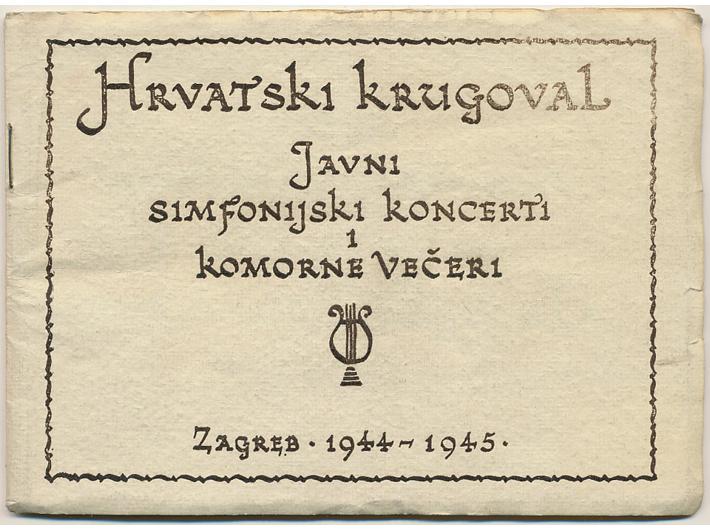 Hrvatski krugoval
Javni
simfonijski koncerti
i
komorne večeri
Zagreb · 1944 – 1945 ·